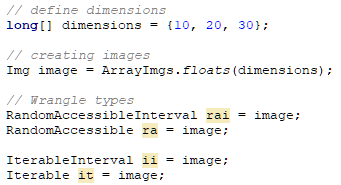 // define dimensions
long[] dimensions = {10, 20, 30};
// creating images
Img image = ArrayImgs.floats(dimensions);
// Wrangle types
RandomAccessibleInterval rai = image;
RandomAccessible ra = image;
IterableInterval ii = image;
Iterable it = image;